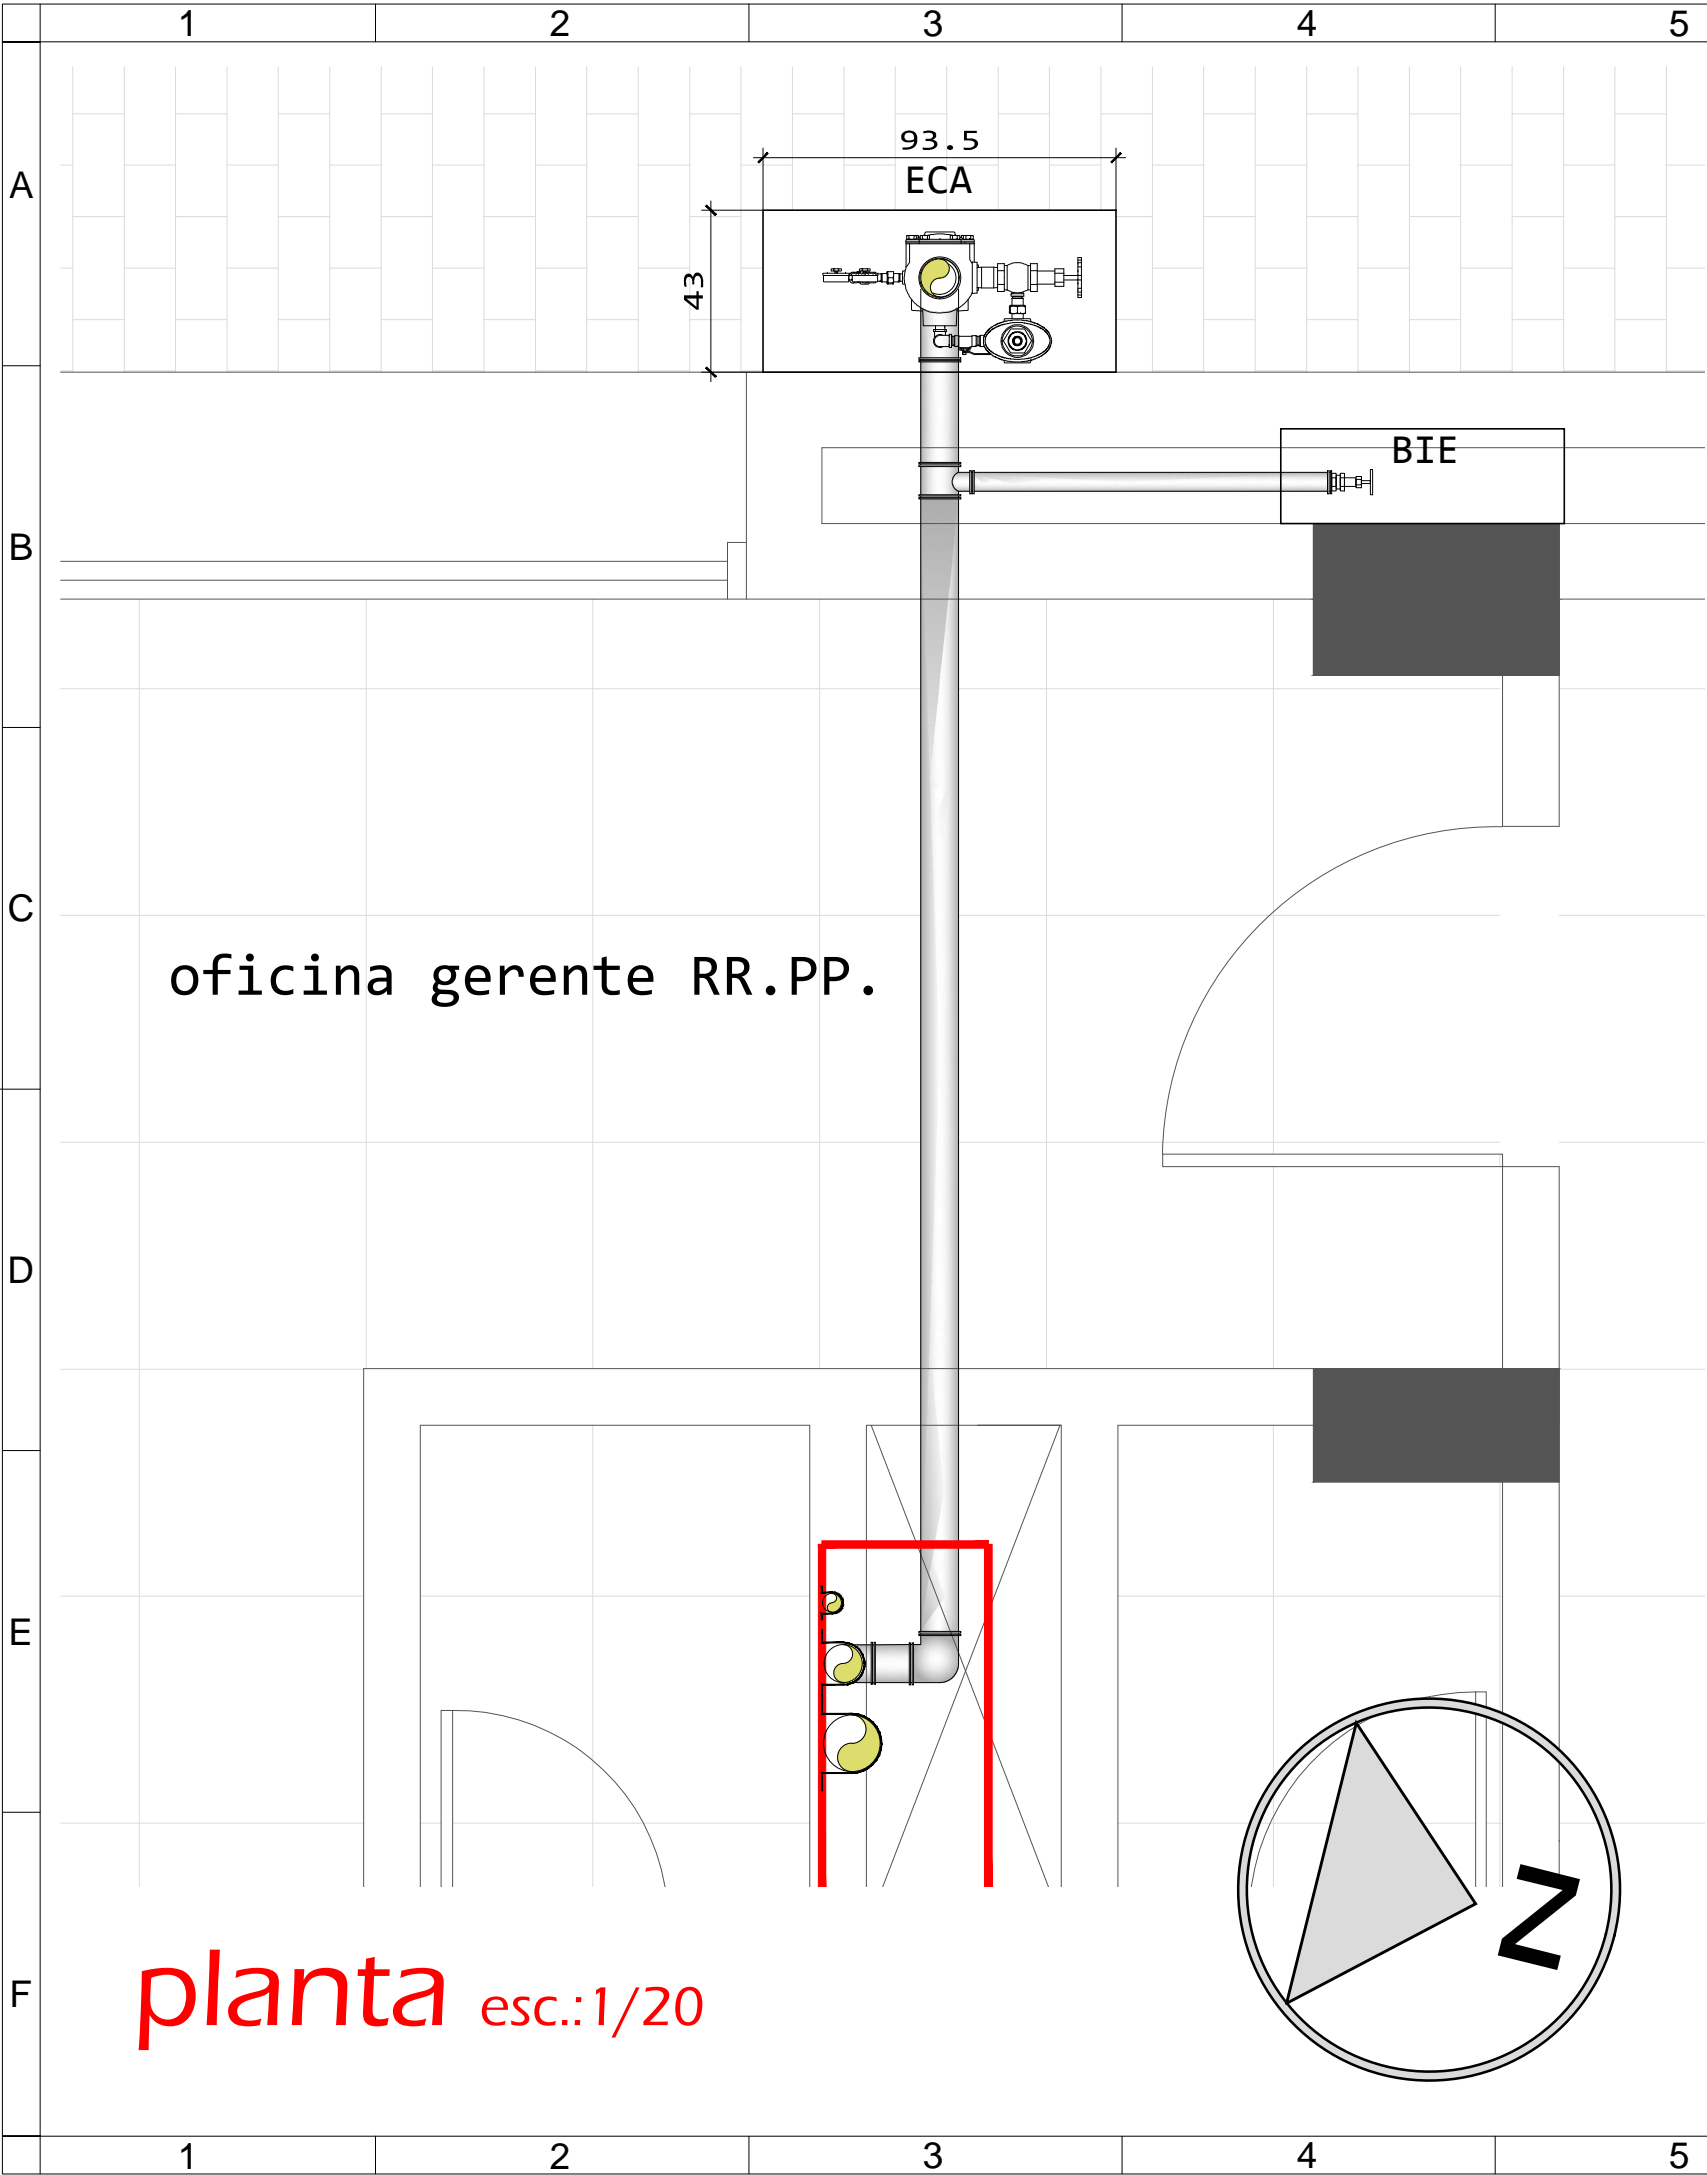 1 2 3 4 5
93.5
A
ECA
43
BIE
B
C
oficina gerente RR.PP.
D
E
N
planta esc.:1/20
F
1 2 3 4 5